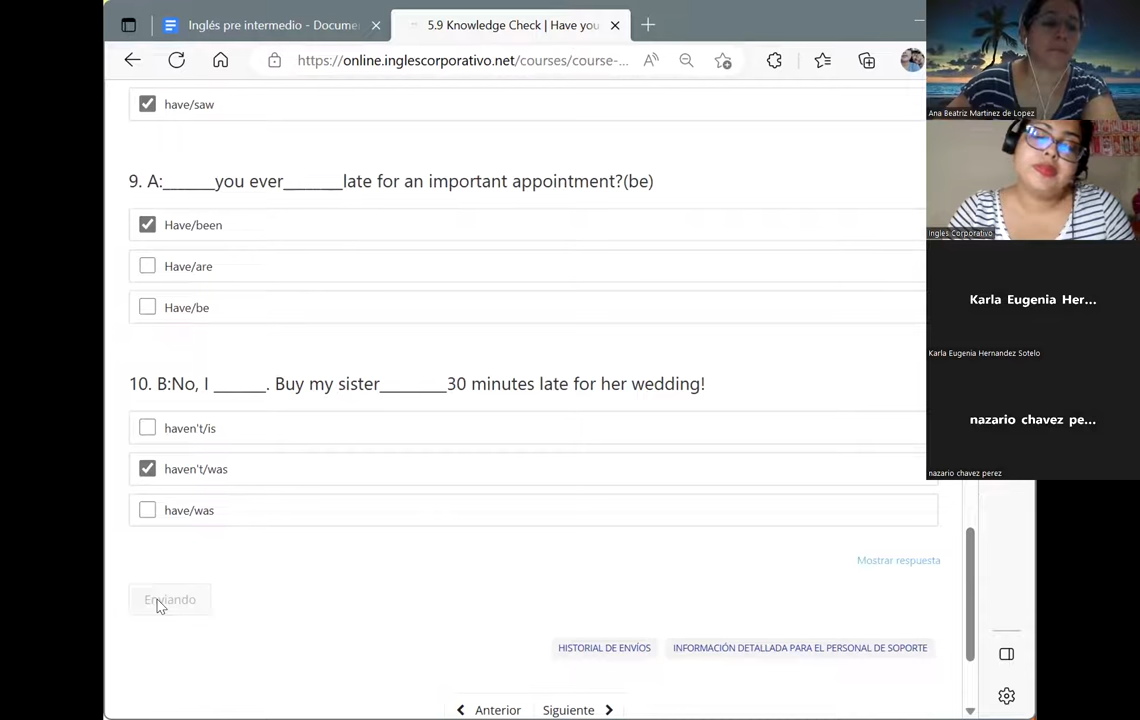 Inglés pre intermedio - Docume
5.9 Knowledge Check | Have you
https://online.inglescorporativo.net/courses/course-...
have/saw
9. A:______you ever_______late for an important appointment?(be)
Have/been
Have/are
Have/be
10. B:No, I ______. Buy my sister________30 minutes late for her wedding!
haven't/is
haven't/was
have/was
Mostrar respuesta
Enviando
HISTORIAL DE ENVÍOS
INFORMACIÓN DETALLADA PARA EL PERSONAL DE SOPORTE
Anterior
Siguiente
Ana Beatriz Martinez de Lopez
Ingles Corporativo
Karla Eugenia Her...
Karla Eugenia Hernandez Sotelo
nazario chavez pe...
nazario chavez perez